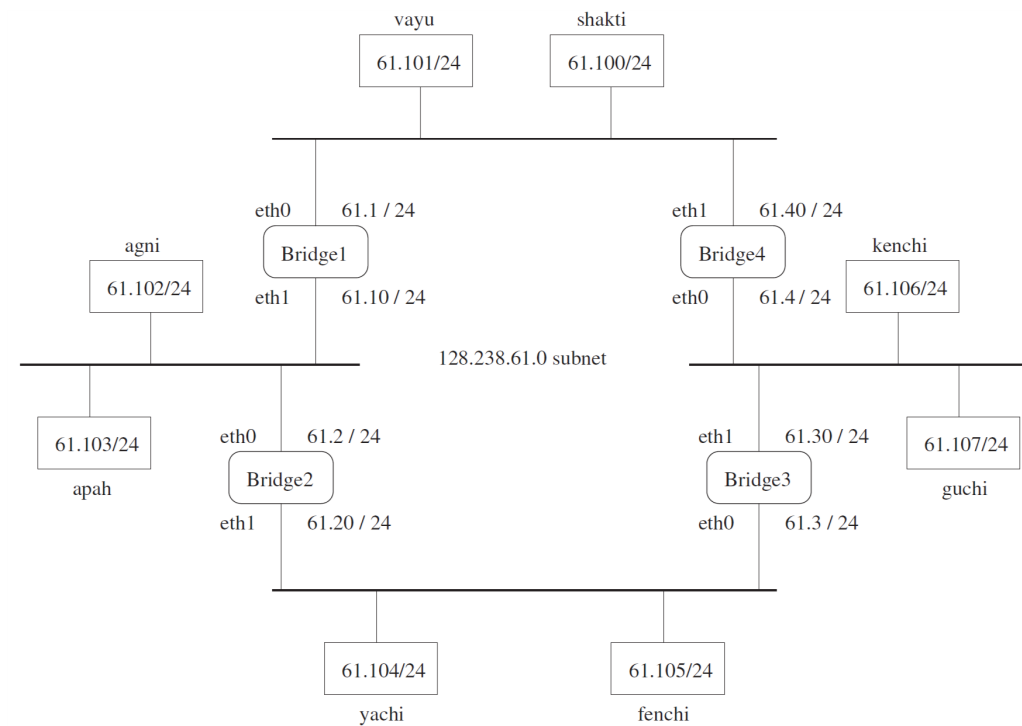 vayu
shakti
61.101/24
61.100/24
eth0
61.1 / 24
eth1
61.40 / 24
agni
Bridge1
Bridge4
kenchi
61.102/24
eth1
61.10 / 24
eth0
61.4 / 24
61.106/24
128.238.61.0 subnet
61.103/24
eth0
61.2 / 24
eth1
61.30 / 24
61.107/24
apah
Bridge2
Bridge3
guchi
eth1
61.20 / 24
eth0
61.3 / 24
61.104/24
61.105/24
yachi
fenchi